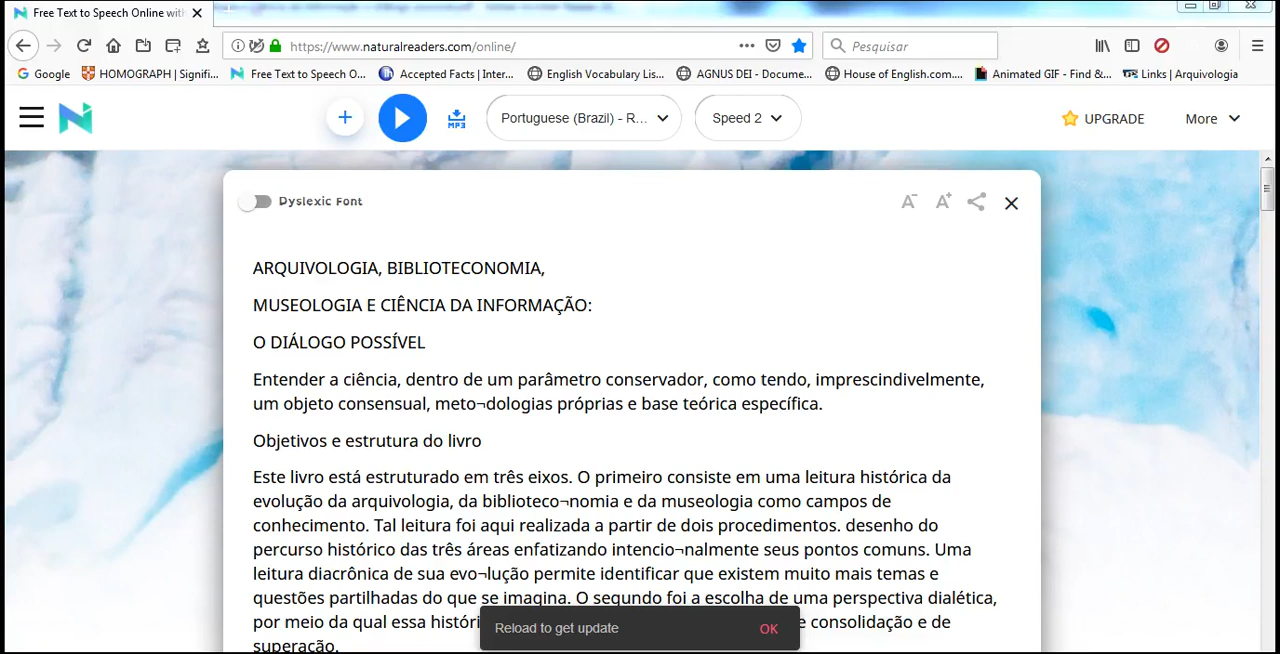 Free Text to Speech Online with
https://www.naturalreaders.com/online/
Pesquisar
Google
HOMOGRAPH | Signifi...
Free Text to Speech O...
Accepted Facts | Inter...
English Vocabulary Lis...
AGNUS DEI - Docume...
House of English.com....
Animated GIF - Find &...
Links | Arquivologia
MP3
Portuguese (Brazil) - R...
Speed 2
UPGRADE
More
Dyslexic Font
A-
A+
ARQUIVOLOGIA, BIBLIOTECONOMIA,
MUSEOLOGIA E CIÊNCIA DA INFORMAÇÃO:
O DIÁLOGO POSSÍVEL
Entender a ciência, dentro de um parâmetro conservador, como tendo, imprescindivelmente,
um objeto consensual, meto¬dologias próprias e base teórica específica.
Objetivos e estrutura do livro
Este livro está estruturado em três eixos. O primeiro consiste em uma leitura histórica da
evolução da arquivologia, da biblioteco¬nomia e da museologia como campos de
conhecimento. Tal leitura foi aqui realizada a partir de dois procedimentos. desenho do
percurso histórico das três áreas enfatizando intencio¬nalmente seus pontos comuns. Uma
leitura diacrônica de sua evo¬lução permite identificar que existem muito mais temas e
questões partilhadas do que se imagina. O segundo foi a escolha de uma perspectiva dialética,
por meio da qual essa históri e consolidação e de
superação.
Reload to get update
OK